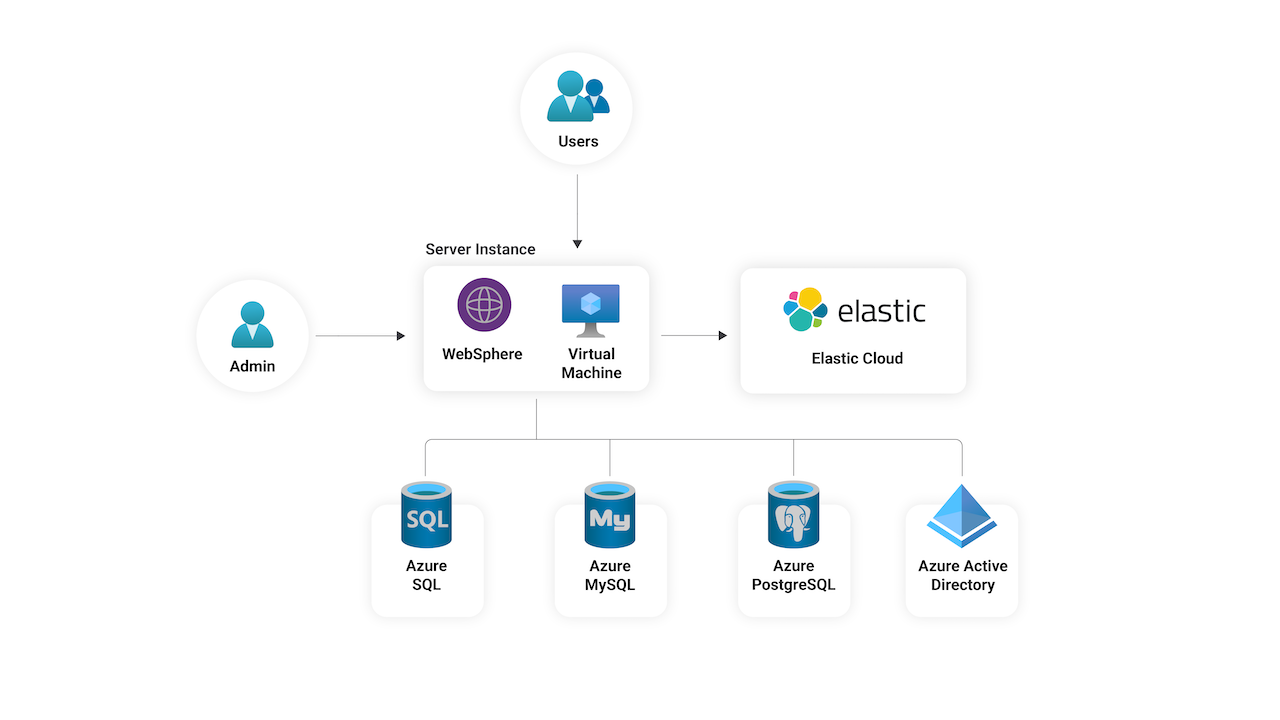 Users
Server Instance
Admin
WebSphere
Virtual
Machine
elastic
Elastic Cloud
SQL
Azure
SQL
My
Azure
MySQL
Azure
PostgreSQL
Azure Active
Directory